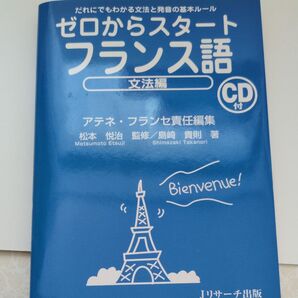 だれにでもわかる文法と発音の基本ルール
ゼロからスタート
フランス語
文法編
CD付
アテネ・フランセ責任編集
松本 悦治 監修/島崎 貴則 著
Matsumoto Etsuji Shimazaki Takanori
Bienvenue!
Jリサーチ出版